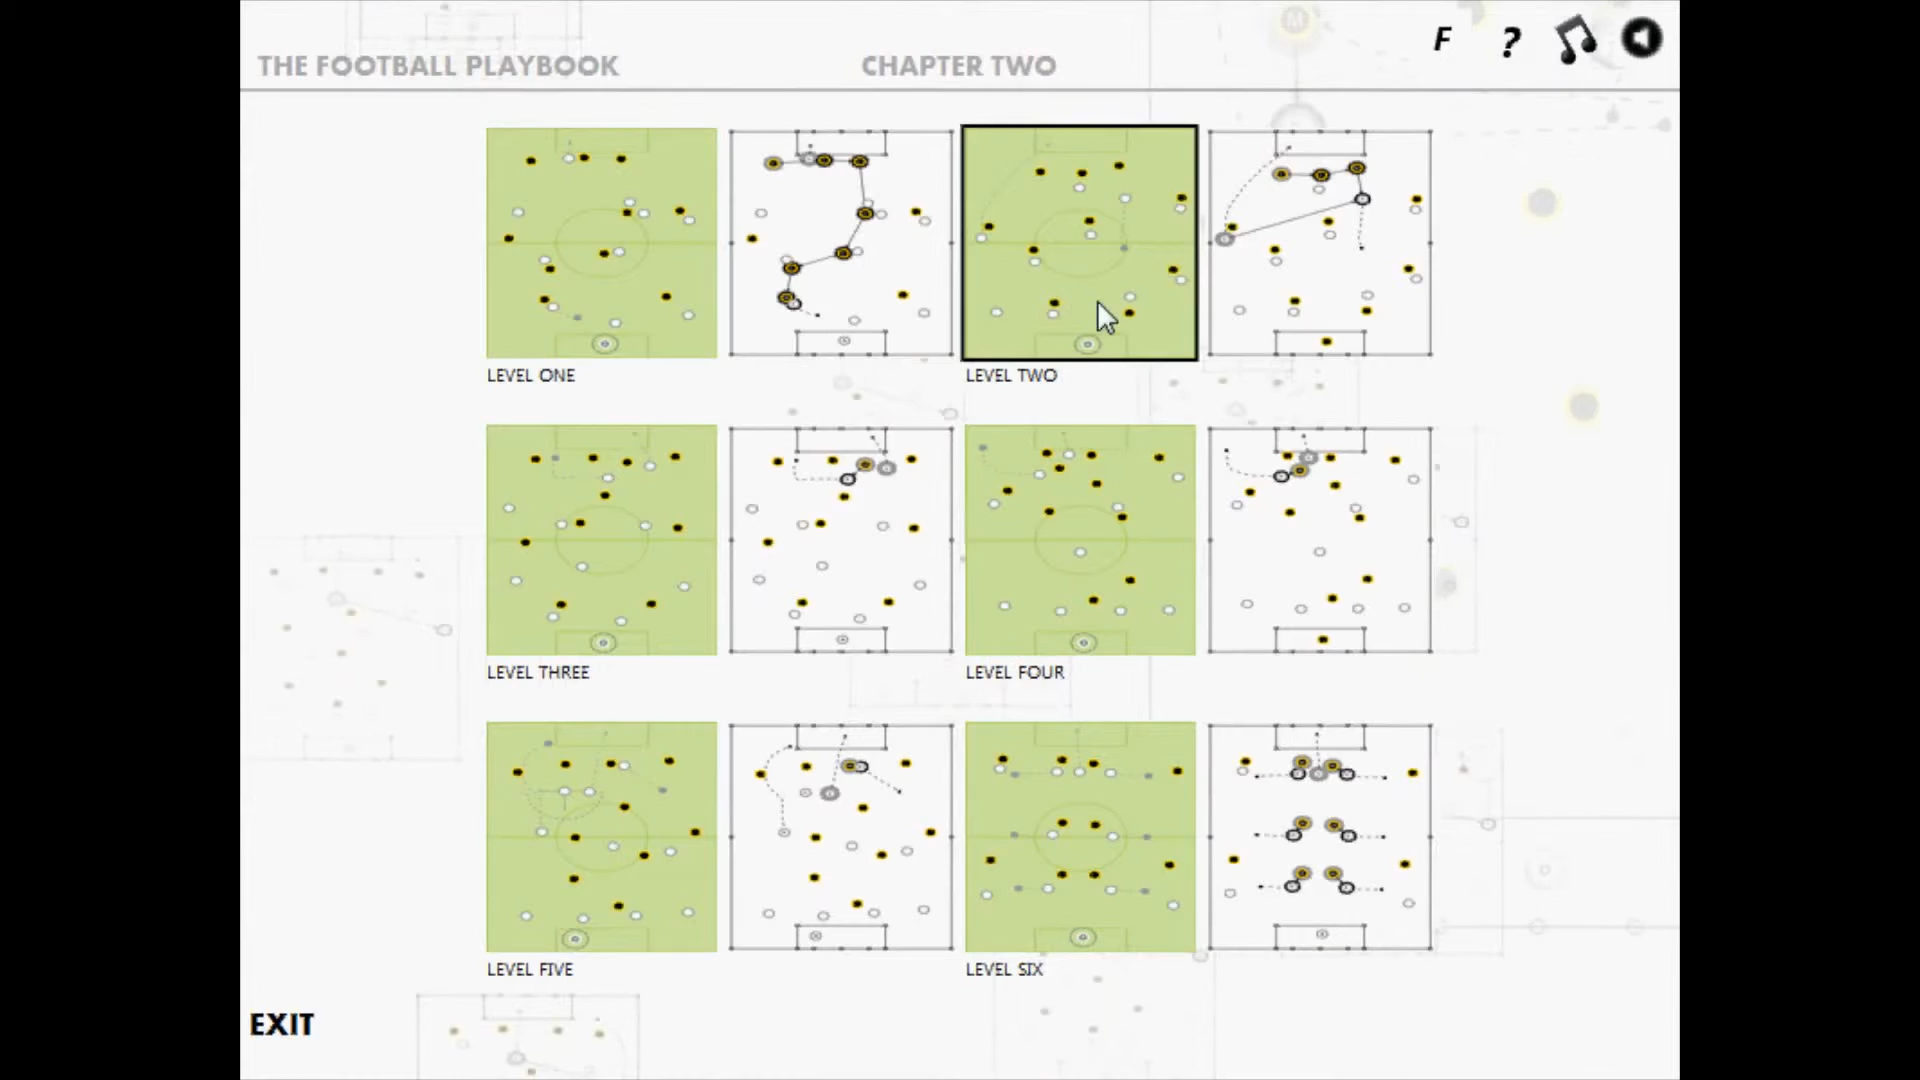 F ?
THE FOOTBALL PLAYBOOK CHAPTER TWO
LEVEL ONE LEVEL TWO
LEVEL THREE LEVEL FOUR
LEVEL FIVE LEVEL SIX
EXIT